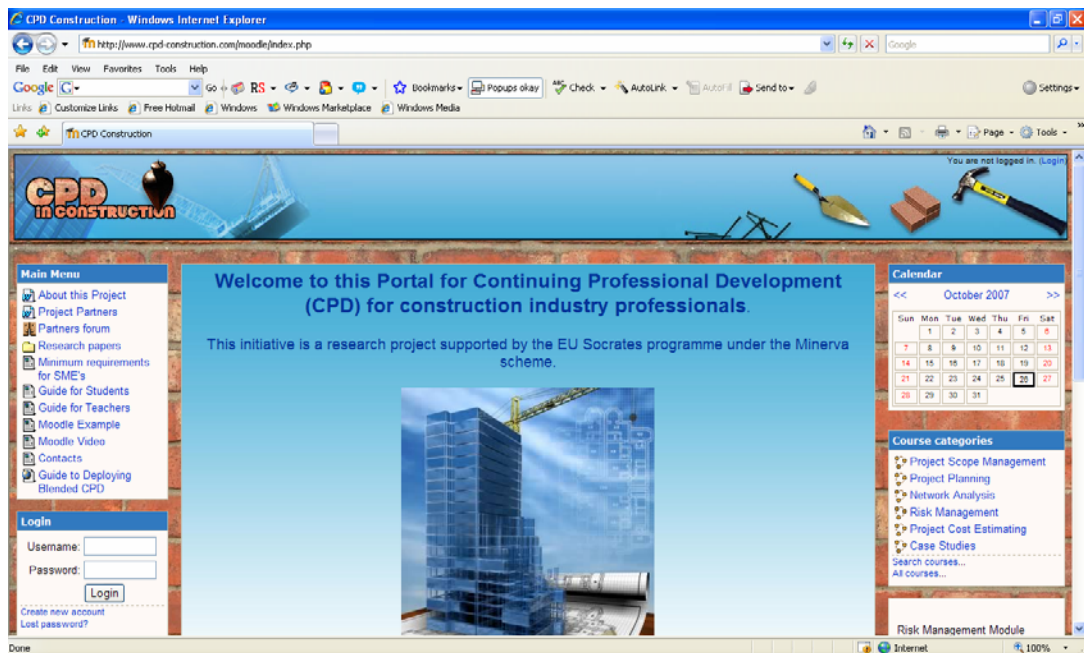 CPD Construction - Windows Internet Explorer
http://www.cpd-construction.com/moodle/index.php
Google
File Edit View Favorites Tools Help
Google G Go RS Bookmarks Popups okay Check AutoLink AutoFill Send to Settings
Links Customize Links Free Hotmail Windows Windows Marketplace Windows Media
CPD Construction
Page Tools
You are not logged in. (Login)
CPD
IN CONSTRUCTION
Main Menu
About this Project
Project Partners
Partners forum
Research papers
Minimum requirements
for SME's
Guide for Students
Guide for Teachers
Moodle Example
Moodle Video
Contacts
Guide to Deploying
Blended CPD
Login
Username:
Password:
Login
Create new account
Lost password?
Welcome to this Portal for Continuing Professional Development
(CPD) for construction industry professionals.
This initiative is a research project supported by the EU Socrates programme under the Minerva
scheme.
Calendar
<< October 2007 >>
Sun Mon Tue Wed Thu Fri Sat
1 2 3 4 5 6
7 8 9 10 11 12 13
14 15 16 17 18 19 20
21 22 23 24 25 26 27
28 29 30 31
Course categories
Project Scope Management
Project Planning
Network Analysis
Risk Management
Project Cost Estimating
Case Studies
Search courses...
All courses...
Risk Management Module
Done Internet 100%